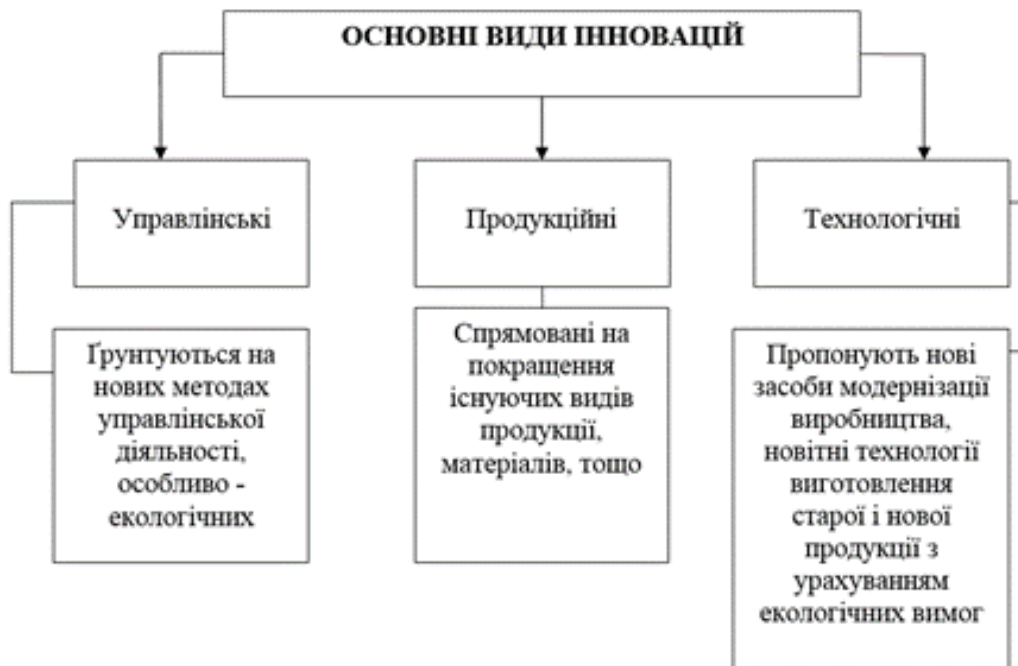 ОСНОВНІ ВИДИ ІННОВАЦІЙ
Управлінські
Продукційні
Технологічні
Ґрунтуються на
нових методах
управлінської
діяльності,
особливо -
екологічних
Спрямовані на
покращення
існуючих видів
продукції,
матеріалів, тощо
Пропонують нові
засоби модернізації
виробництва,
новітні технології
виготовлення
старої і нової
продукції з
урахуванням
екологічних вимог